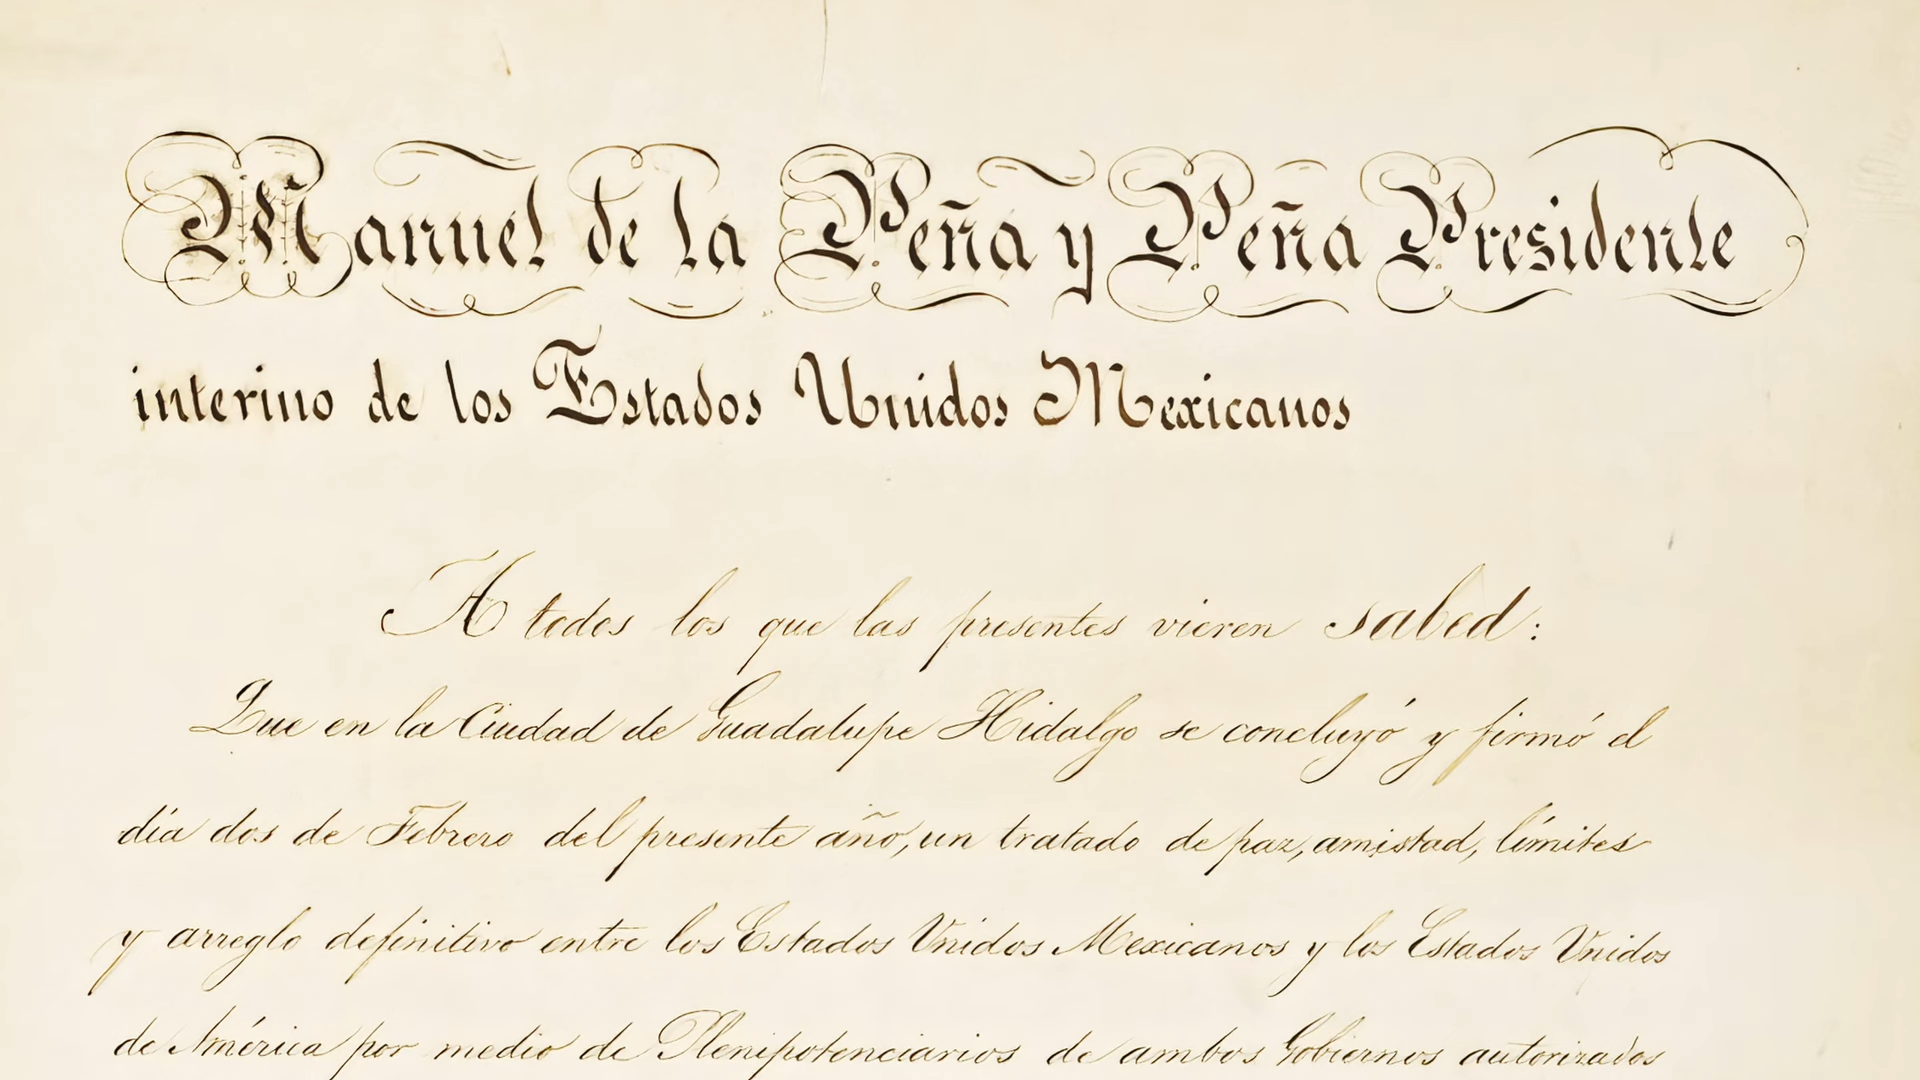 Manuel de la Peña y Peña Presidente
interino de los Estados Unidos Mexicanos
A todos los que las presentes vieren sabed:
Que en la Ciudad de Guadalupe Hidalgo se concluyó y firmó el
día dos de Febrero del presente año, un tratado de paz, amistad, límites
y arreglo definitivo entre los Estados Unidos Mexicanos y los Estados Unidos
de América por medio de Plenipotenciarios de ambos Gobiernos autorizados